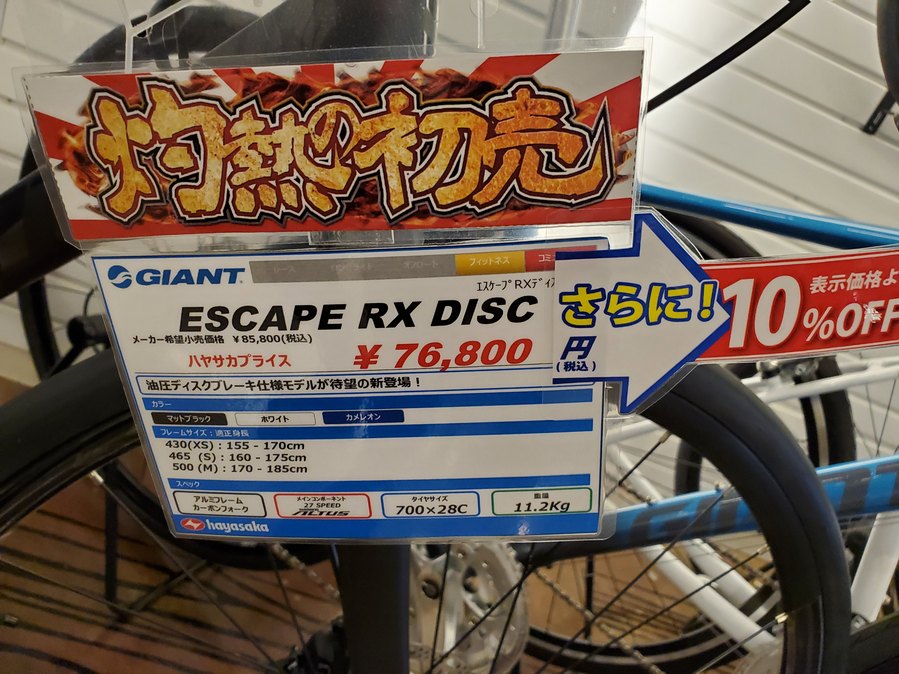 灼熱の初売
GIANT
フィットネス
エスケープRXディス
ESCAPE RX DISC
メーカー希望小売価格 ￥85,800(税込)
ハヤサカプライス ￥76,800
円
(税込)
さらに!
10%OFF
表示価格よ
油圧ディスクブレーキ仕様モデルが待望の新登場！
カラー
マットブラック ホワイト カメレオン
フレームサイズ：適正身長
430(XS)：155 - 170cm
465 (S)：160 - 175cm
500 (M)：170 - 185cm
スペック
アルミフレーム
カーボンフォーク
メインコンポーネント
27 SPEED
ALTUS
タイヤサイズ
700×28C
重量
11.2Kg
hayasaka